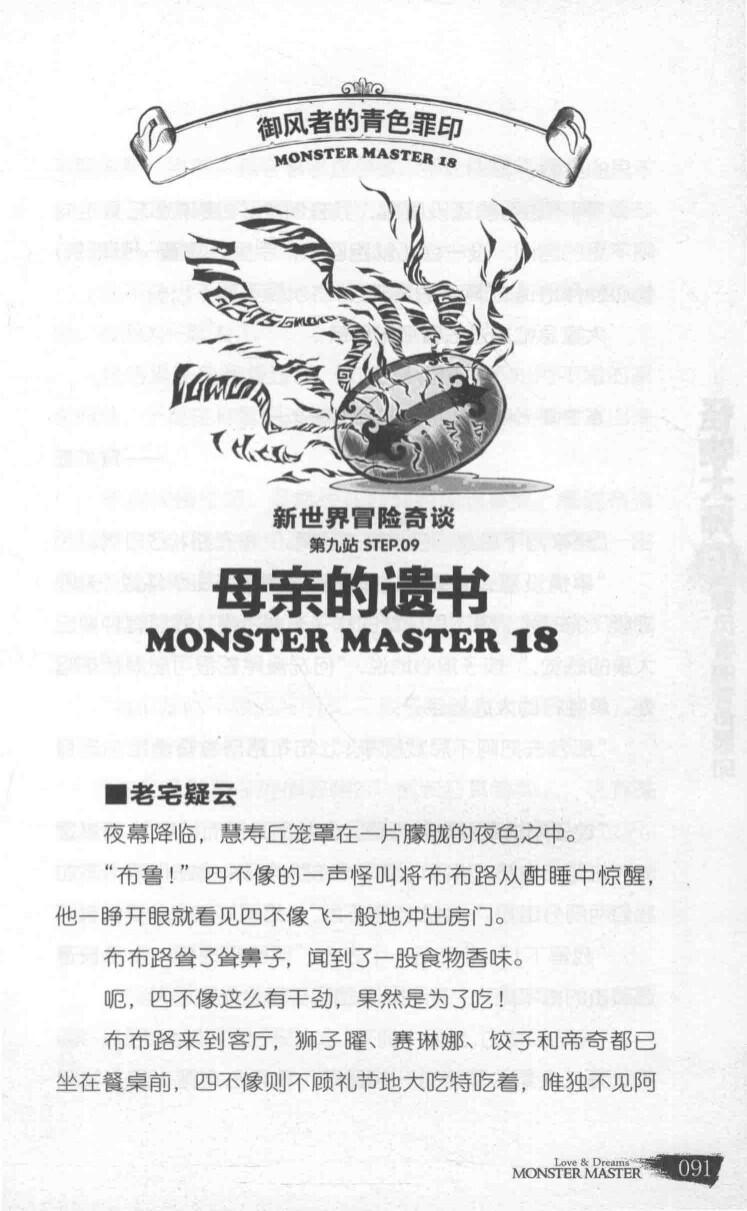 御风者的青色罪印
MONSTER MASTER 18
新世界冒险奇谈
第九站 STEP.09
母亲的遗书
MONSTER MASTER 18
■老宅疑云
夜幕降临，慧寿丘笼罩在一片朦胧的夜色之中。
“布鲁！”四不像的一声怪叫将布布路从酣睡中惊醒，
他一睁开眼就看见四不像飞一般地冲出房门。
布布路耸了耸鼻子，闻到了一股食物香味。
呃，四不像这么有干劲，果然是为了吃！
布布路来到客厅，狮子曜、赛琳娜、饺子和帝奇都已
坐在餐桌前，四不像则不顾礼节地大吃特吃着，唯独不见阿
Love & Dreams
MONSTER MASTER 091